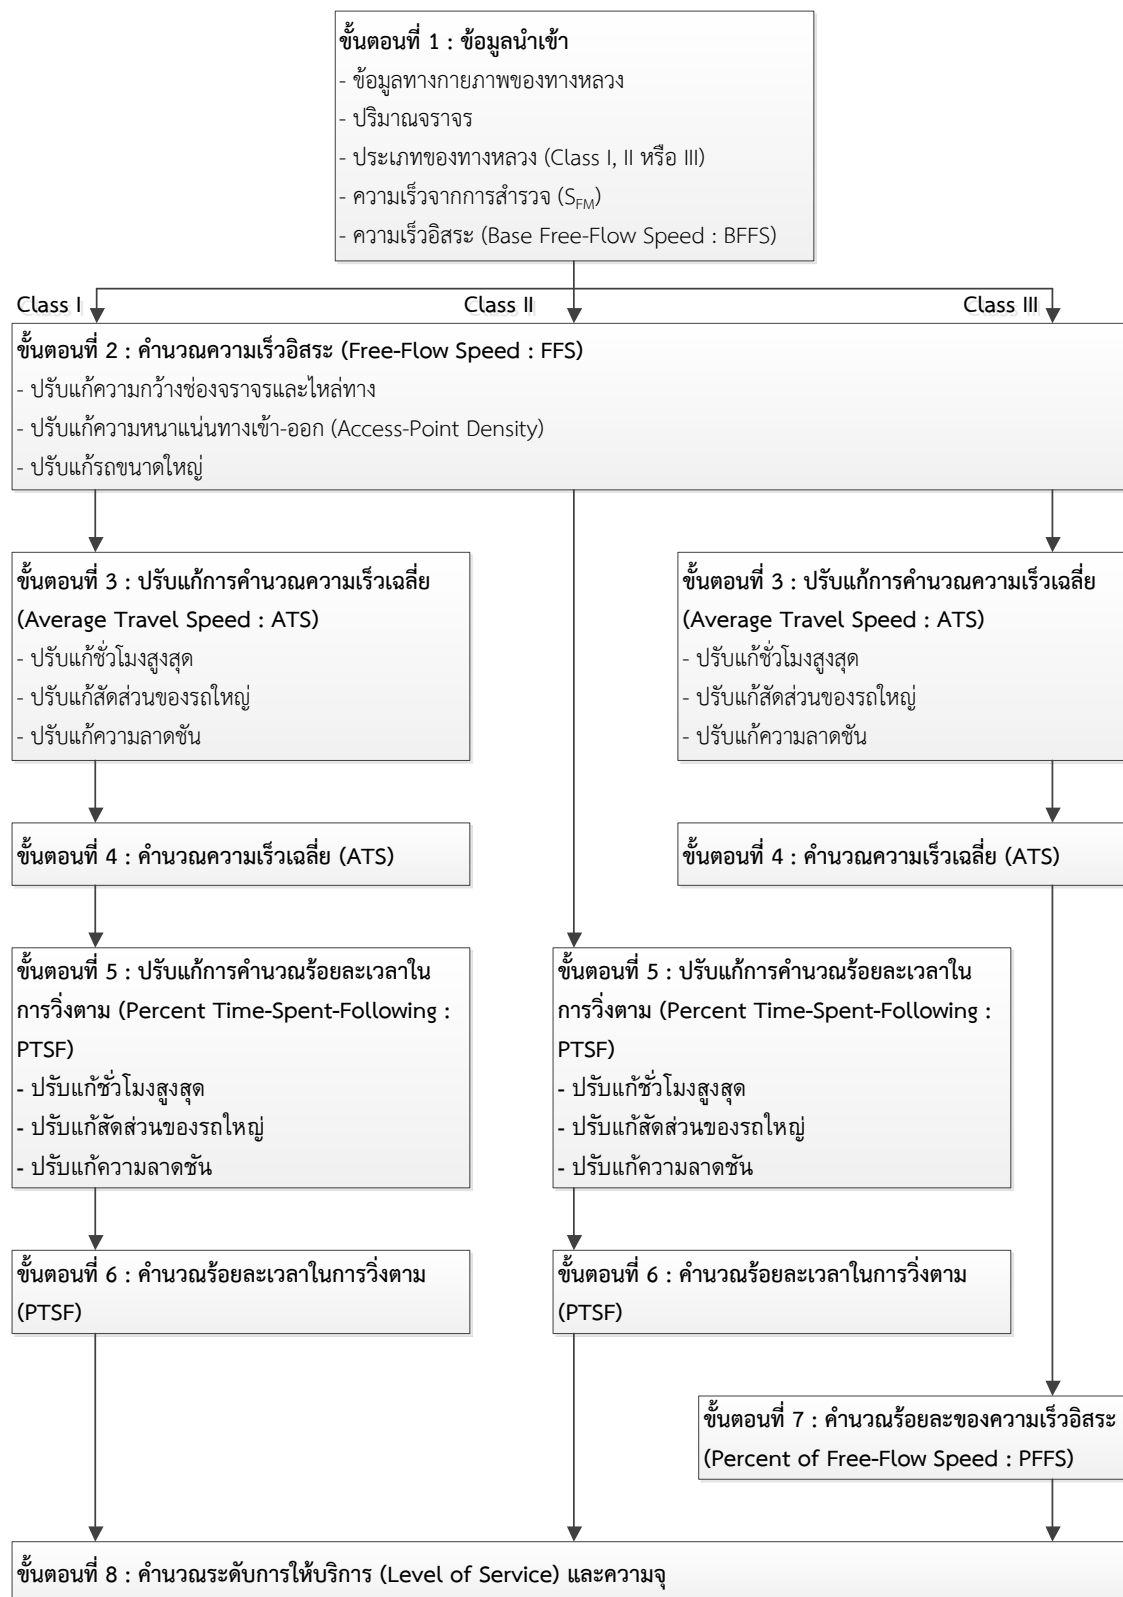 ขั้นตอนที่ 1 : ข้อมูลนำเข้า
- ข้อมูลทางกายภาพของทางหลวง
- ปริมาณจราจร
- ประเภทของทางหลวง (Class I, II หรือ III)
- ความเร็วจากการสำรวจ (SFM)
- ความเร็วอิสระ (Base Free-Flow Speed : BFFS)
Class I
Class II
Class III
ขั้นตอนที่ 2 : คำนวณความเร็วอิสระ (Free-Flow Speed : FFS)
- ปรับแก้ความกว้างช่องจราจรและไหล่ทาง
- ปรับแก้ความหนาแน่นทางเข้า-ออก (Access-Point Density)
- ปรับแก้รถขนาดใหญ่
ขั้นตอนที่ 3 : ปรับแก้การคำนวณความเร็วเฉลี่ย
(Average Travel Speed : ATS)
- ปรับแก้ชั่วโมงสูงสุด
- ปรับแก้สัดส่วนของรถใหญ่
- ปรับแก้ความลาดชัน
ขั้นตอนที่ 3 : ปรับแก้การคำนวณความเร็วเฉลี่ย
(Average Travel Speed : ATS)
- ปรับแก้ชั่วโมงสูงสุด
- ปรับแก้สัดส่วนของรถใหญ่
- ปรับแก้ความลาดชัน
ขั้นตอนที่ 4 : คำนวณความเร็วเฉลี่ย (ATS)
ขั้นตอนที่ 4 : คำนวณความเร็วเฉลี่ย (ATS)
ขั้นตอนที่ 5 : ปรับแก้การคำนวณร้อยละเวลาใน
การวิ่งตาม (Percent Time-Spent-Following :
PTSF)
- ปรับแก้ชั่วโมงสูงสุด
- ปรับแก้สัดส่วนของรถใหญ่
- ปรับแก้ความลาดชัน
ขั้นตอนที่ 5 : ปรับแก้การคำนวณร้อยละเวลาใน
การวิ่งตาม (Percent Time-Spent-Following :
PTSF)
- ปรับแก้ชั่วโมงสูงสุด
- ปรับแก้สัดส่วนของรถใหญ่
- ปรับแก้ความลาดชัน
ขั้นตอนที่ 6 : คำนวณร้อยละเวลาในการวิ่งตาม
(PTSF)
ขั้นตอนที่ 6 : คำนวณร้อยละเวลาในการวิ่งตาม
(PTSF)
ขั้นตอนที่ 7 : คำนวณร้อยละของความเร็วอิสระ
(Percent of Free-Flow Speed : PFFS)
ขั้นตอนที่ 8 : คำนวณระดับการให้บริการ (Level of Service) และความจุ